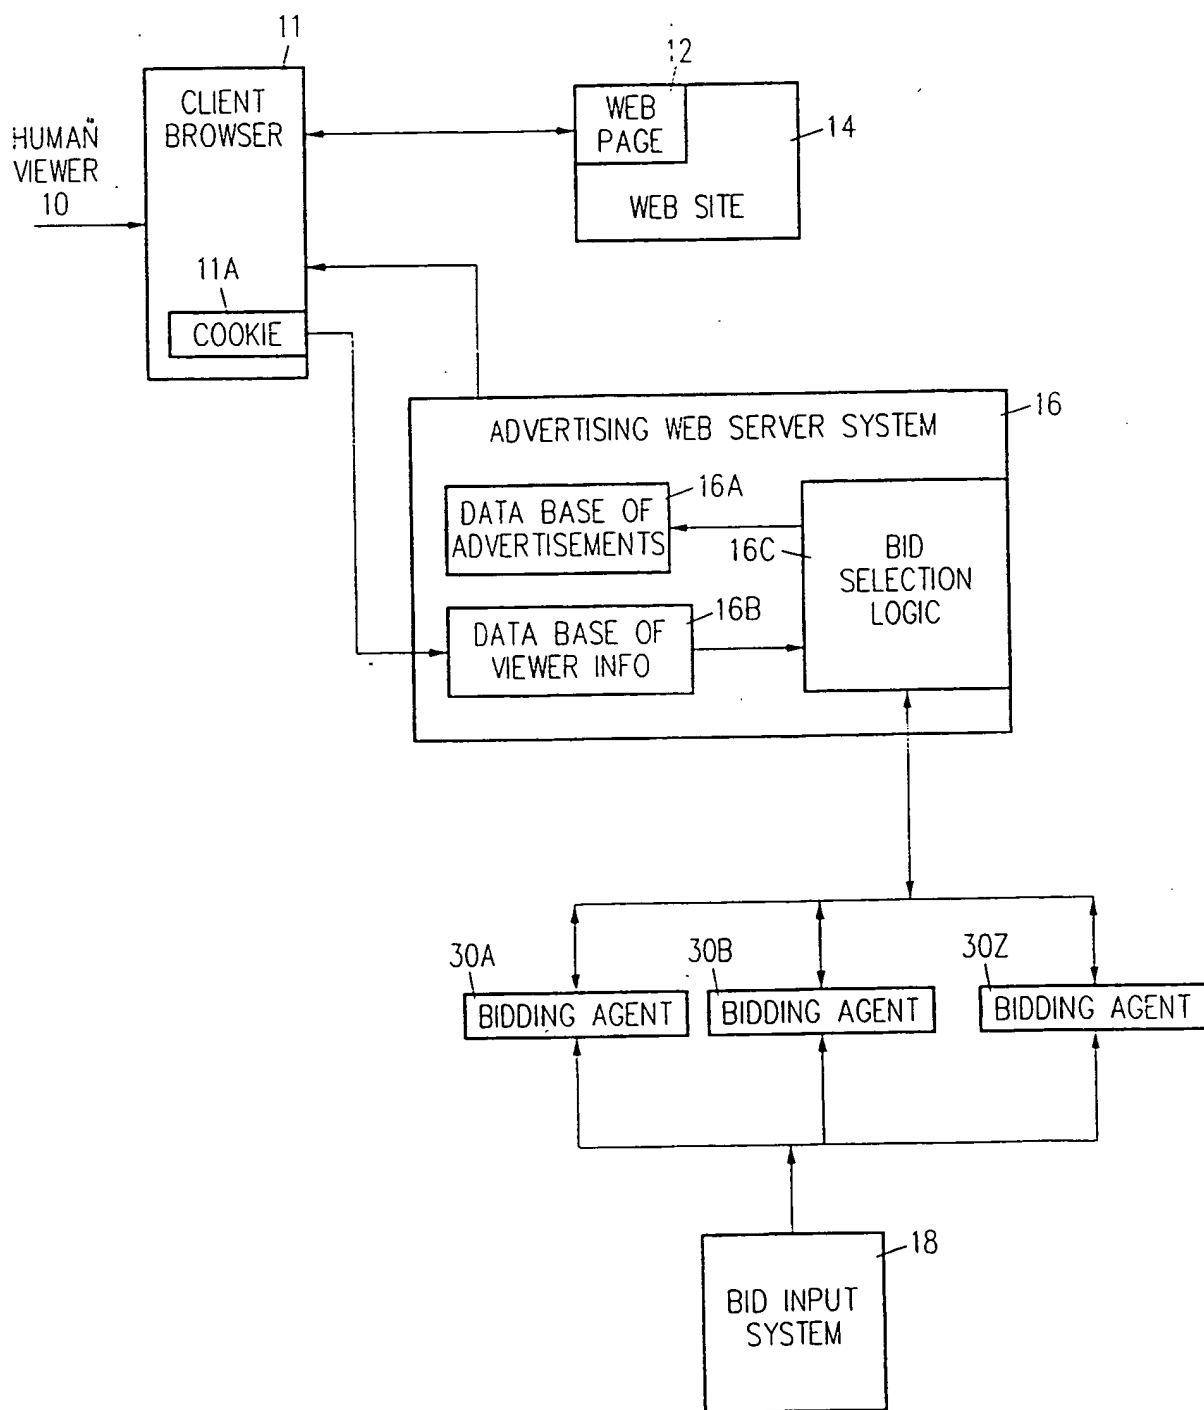 11
CLIENT
BROWSER
HUMAN
VIEWER
10
11A
COOKIE
12
WEB
PAGE
14
WEB SITE
16
ADVERTISING WEB SERVER SYSTEM
16A
DATA BASE OF
ADVERTISEMENTS
16C
BID
SELECTION
LOGIC
16B
DATA BASE OF
VIEWER INFO
30A
BIDDING AGENT
30B
BIDDING AGENT
30Z
BIDDING AGENT
18
BID INPUT
SYSTEM